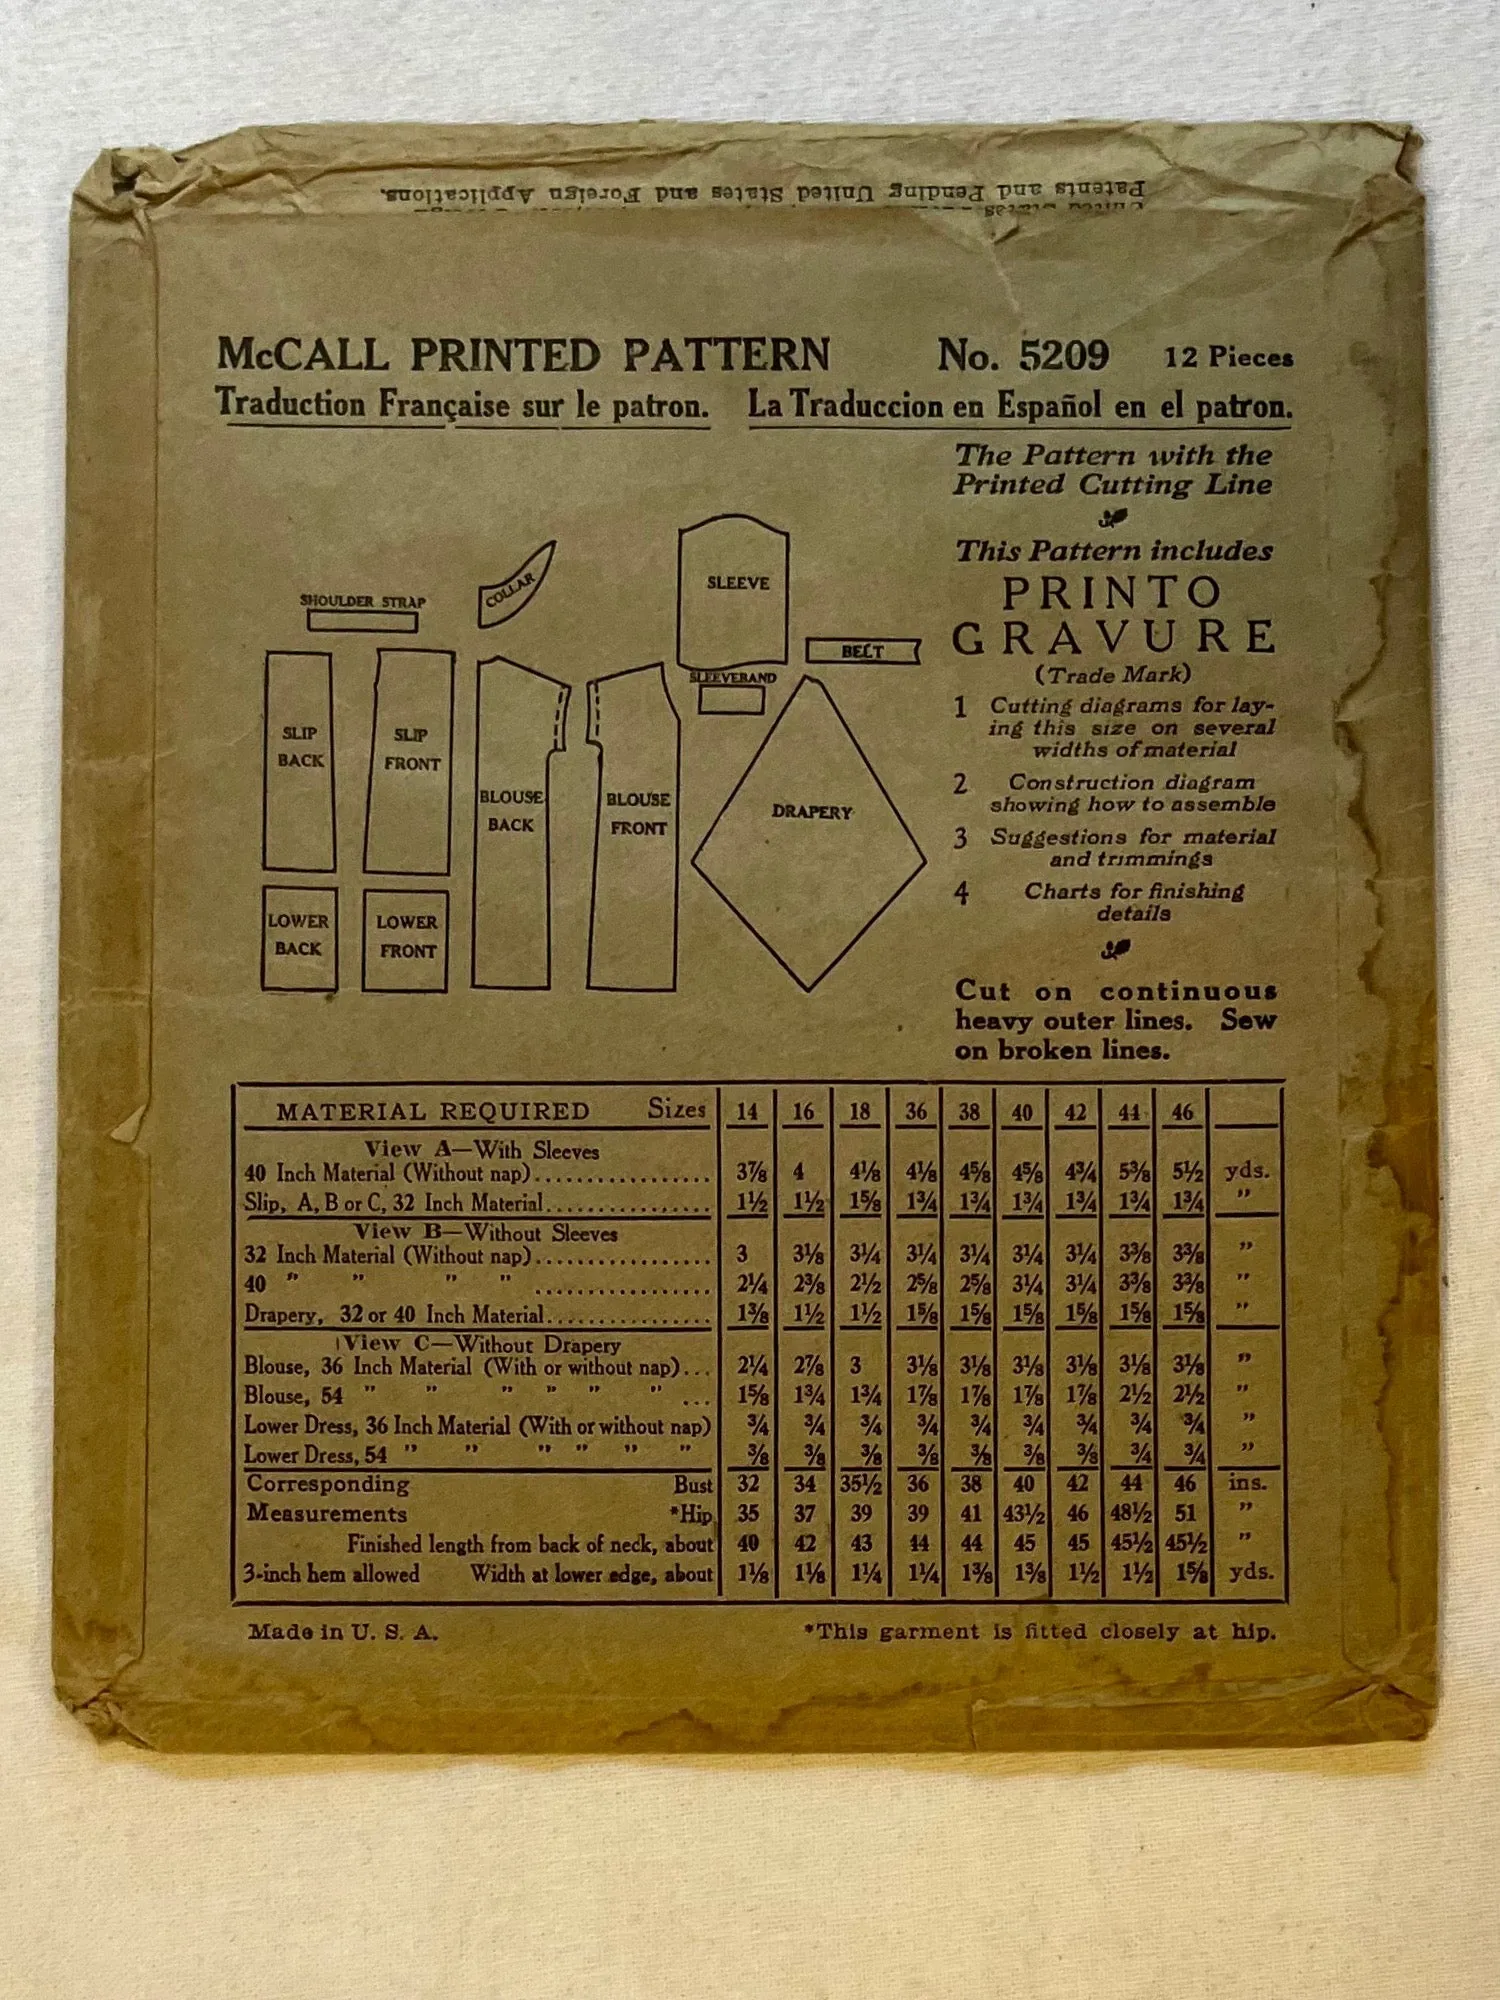 Patents and Pending United States and Foreign Applications.
McCALL PRINTED PATTERN No. 5209 12 Pieces
Traduction Française sur le patron. La Traduccion en Español en el patron.
The Pattern with the
Printed Cutting Line
This Pattern includes
PRINTO
GRAVURE
(Trade Mark)
1 Cutting diagrams for lay-
ing this size on several
widths of material
2 Construction diagram
showing how to assemble
3 Suggestions for material
and trimmings
4 Charts for finishing
details
Cut on continuous
heavy outer lines. Sew
on broken lines.
SHOULDER STRAP
COLLAR
SLEEVE
BELT
SLEEVEBAND
SLIP
BACK
SLIP
FRONT
BLOUSE
BACK
BLOUSE
FRONT
DRAPERY
LOWER
BACK
LOWER
FRONT
MATERIAL REQUIRED Sizes 14 16 18 36 38 40 42 44 46
View A—With Sleeves
40 Inch Material (Without nap)................. 3⅞ 4 4⅛ 4⅛ 4⅝ 4⅝ 4¾ 5⅜ 5½ yds.
Slip, A, B or C, 32 Inch Material................ 1½ 1½ 1⅝ 1¾ 1¾ 1¾ 1¾ 1¾ 1¾ "
View B—Without Sleeves
32 Inch Material (Without nap)................. 3 3⅛ 3¼ 3¼ 3¼ 3¼ 3¼ 3⅜ 3⅜ "
40 " " " " ................. 2¼ 2⅜ 2½ 2⅝ 2⅝ 3¼ 3¼ 3⅜ 3⅜ "
Drapery, 32 or 40 Inch Material................ 1⅜ 1½ 1½ 1⅝ 1⅝ 1⅝ 1⅝ 1⅝ 1⅝ "
View C—Without Drapery
Blouse, 36 Inch Material (With or without nap)... 2¼ 2⅞ 3 3⅛ 3⅛ 3⅛ 3⅛ 3⅛ 3⅛ "
Blouse, 54 " " " " " " ... 1⅝ 1¾ 1¾ 1⅞ 1⅞ 1⅞ 1⅞ 2½ 2½ "
Lower Dress, 36 Inch Material (With or without nap) ¾ ¾ ¾ ¾ ¾ ¾ ¾ ¾ ¾ "
Lower Dress, 54 " " " " " " ⅜ ⅜ ⅜ ⅜ ⅜ ⅜ ⅜ ¾ ¾ "
Corresponding Bust 32 34 35½ 36 38 40 42 44 46 ins.
Measurements *Hip 35 37 39 39 41 43½ 46 48½ 51 "
Finished length from back of neck, about 40 42 43 44 44 45 45 45½ 45½ "
3-inch hem allowed Width at lower edge, about 1⅛ 1⅛ 1¼ 1¼ 1⅜ 1⅜ 1½ 1½ 1⅝ yds.
Made in U. S. A. *This garment is fitted closely at hip.